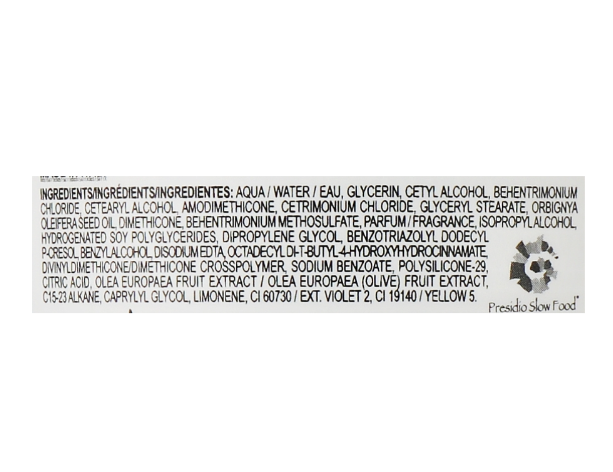 INGREDIENTS/INGRÉDIENTS/INGREDIENTES: AQUA / WATER / EAU, GLYCERIN, CETYL ALCOHOL, BEHENTRIMONIUM
CHLORIDE, CETEARYL ALCOHOL, AMODIMETHICONE, CETRIMONIUM CHLORIDE, GLYCERYL STEARATE, ORBIGNYA
OLEIFERA SEED OIL, DIMETHICONE, BEHENTRIMONIUM METHOSULFATE, PARFUM / FRAGRANCE, ISOPROPYL ALCOHOL,
HYDROGENATED SOY POLYGLYCERIDES, DIPROPYLENE GLYCOL, BENZOTRIAZOLYL DODECYL
P-CRESOL, BENZYL ALCOHOL, DISODIUM EDTA, OCTADECYL DI-T-BUTYL-4-HYDROXYHYDROCINNAMATE,
DIVINYLDIMETHICONE/DIMETHICONE CROSSPOLYMER, SODIUM BENZOATE, POLYSILICONE-29,
CITRIC ACID, OLEA EUROPAEA FRUIT EXTRACT / OLEA EUROPAEA (OLIVE) FRUIT EXTRACT,
C15-23 ALKANE, CAPRYLYL GLYCOL, LIMONENE, CI 60730 / EXT. VIOLET 2, CI 19140 / YELLOW 5.
Presidio Slow Food®